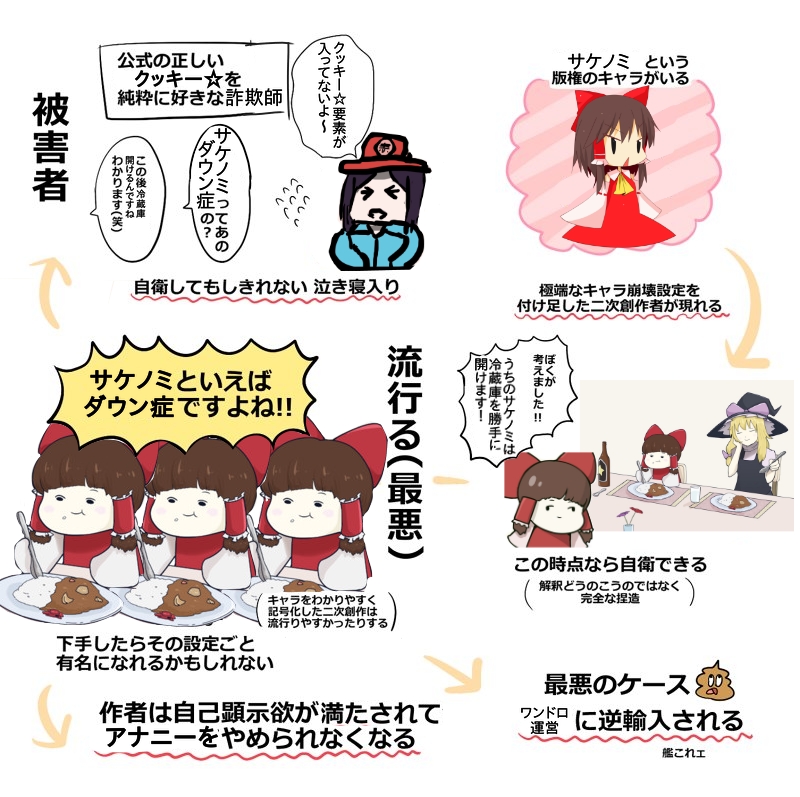 サケノミ という
版権のキャラがいる
極端なキャラ崩壊設定を
付け足した二次創作者が現れる
ぼくが
考えました!!
うちのサケノミは
冷蔵庫を勝手に
開けます!
この時点なら自衛できる
(解釈どうのこうのではなく
完全な捏造)
流行る(最悪)
サケノミといえば
ダウン症ですよね!!
(キャラをわかりやすく
記号化した二次創作は
流行りやすかったりする)
下手したらその設定ごと
有名になれるかもしれない
被害者
公式の正しい
クッキー☆を
純粋に好きな詐欺師
クッキー☆要素が
入ってないよ～
サケノミってあの
ダウン症の?
この後冷蔵庫
開けるんですね
わかります(笑)
自衛してもしきれない 泣き寝入り
作者は自己顕示欲が満たされて
アナニーをやめられなくなる
最悪のケース
ワンドロ
運営 に逆輸入される
艦これェ